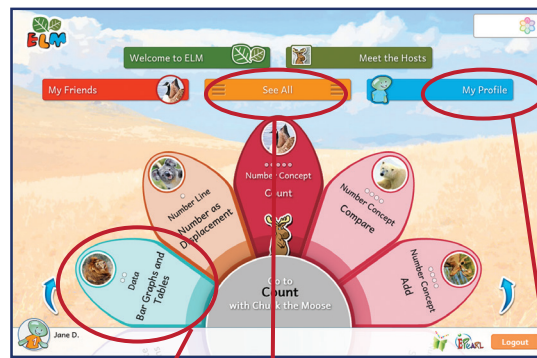 ELM
Welcome to ELM
Meet the Hosts
My Friends
See All
My Profile
Number Concept
Count
Number Line
Number as
Displacement
Number Concept
Compare
Data
Bar Graphs and
Tables
Number Concept
Add
Go to
Count
with Chuck the Moose
Jane D.
Logout